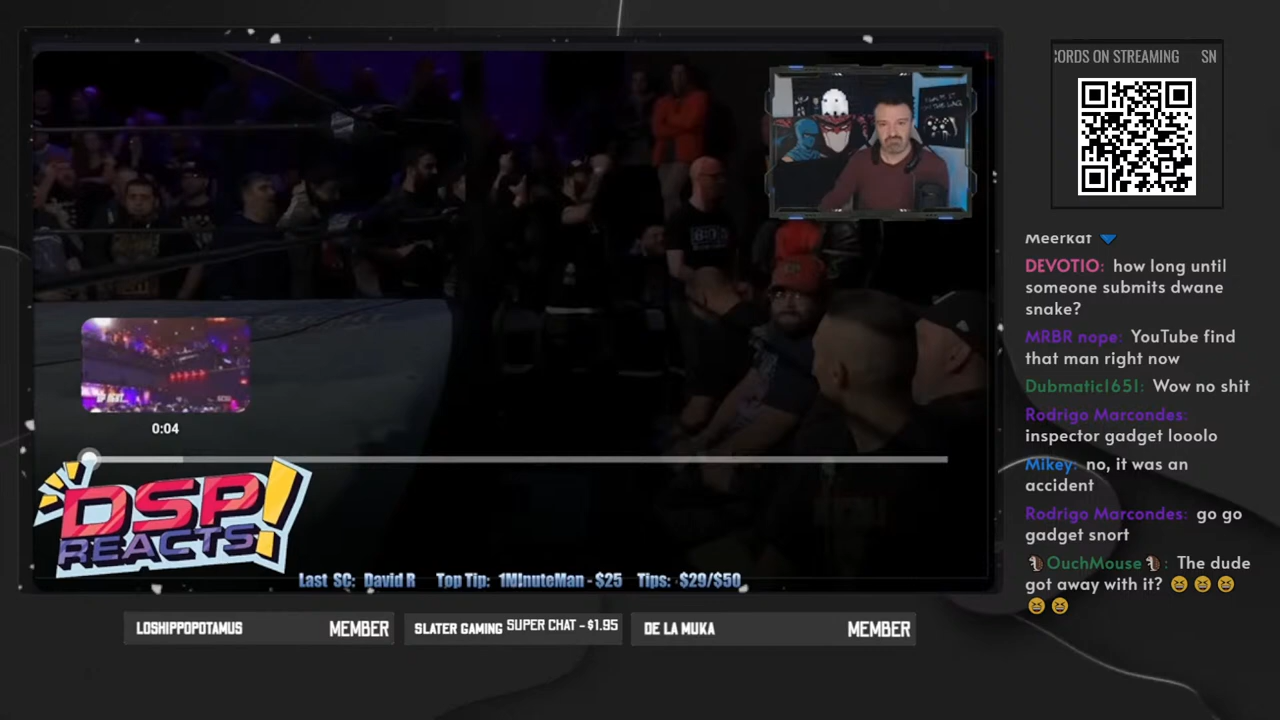 CORDS ON STREAMING SN
Meerkat
DEVOTIO: how long until
someone submits dwane
snake?
MRBR nope: YouTube find
that man right now
Dubmatic1651: Wow no shit
Rodrigo Marcondes:
inspector gadget looolo
Mikey: no, it was an
accident
Rodrigo Marcondes: go go
gadget snort
OuchMouse: The dude
got away with it?
0:04
DSP
REACTS!
Last SC: David R Top Tip: 1MInuteMan - $25 Tips: $29/$50
LOSHIPPOPOTAMUS MEMBER
SLATER GAMING SUPER CHAT - $1.95
DE LA MUKA MEMBER